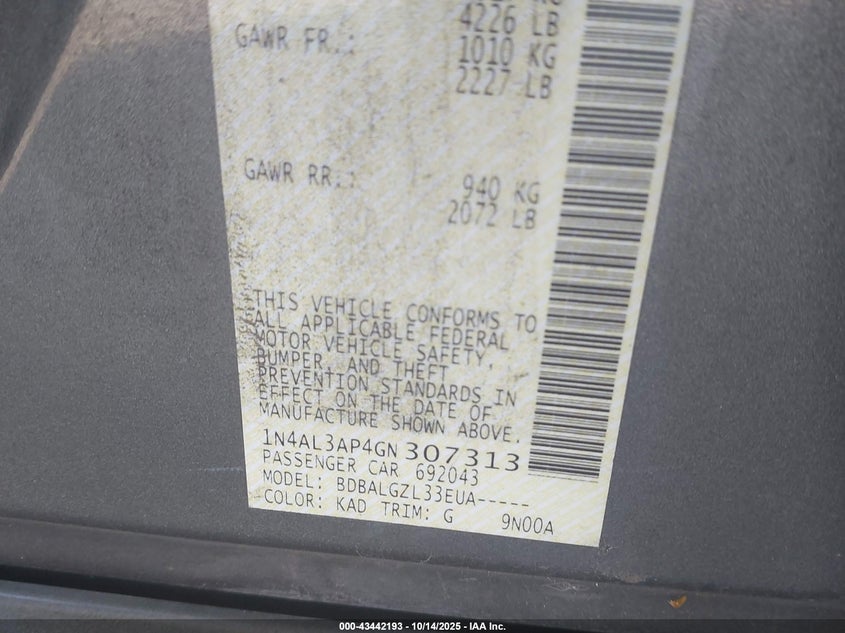 4226 LB
GAWR FR.: 1010 KG
2227 LB
GAWR RR.: 940 KG
2072 LB
THIS VEHICLE CONFORMS TO
ALL APPLICABLE FEDERAL
MOTOR VEHICLE SAFETY,
BUMPER, AND THEFT
PREVENTION STANDARDS IN
EFFECT ON THE DATE OF
MANUFACTURE SHOWN ABOVE.
1N4AL3AP4GN307313
PASSENGER CAR 692043
MODEL: BDBALGZL33EUA-----
COLOR: KAD TRIM: G 9N00A
000-43442193 - 10/14/2025 - IAA Inc.